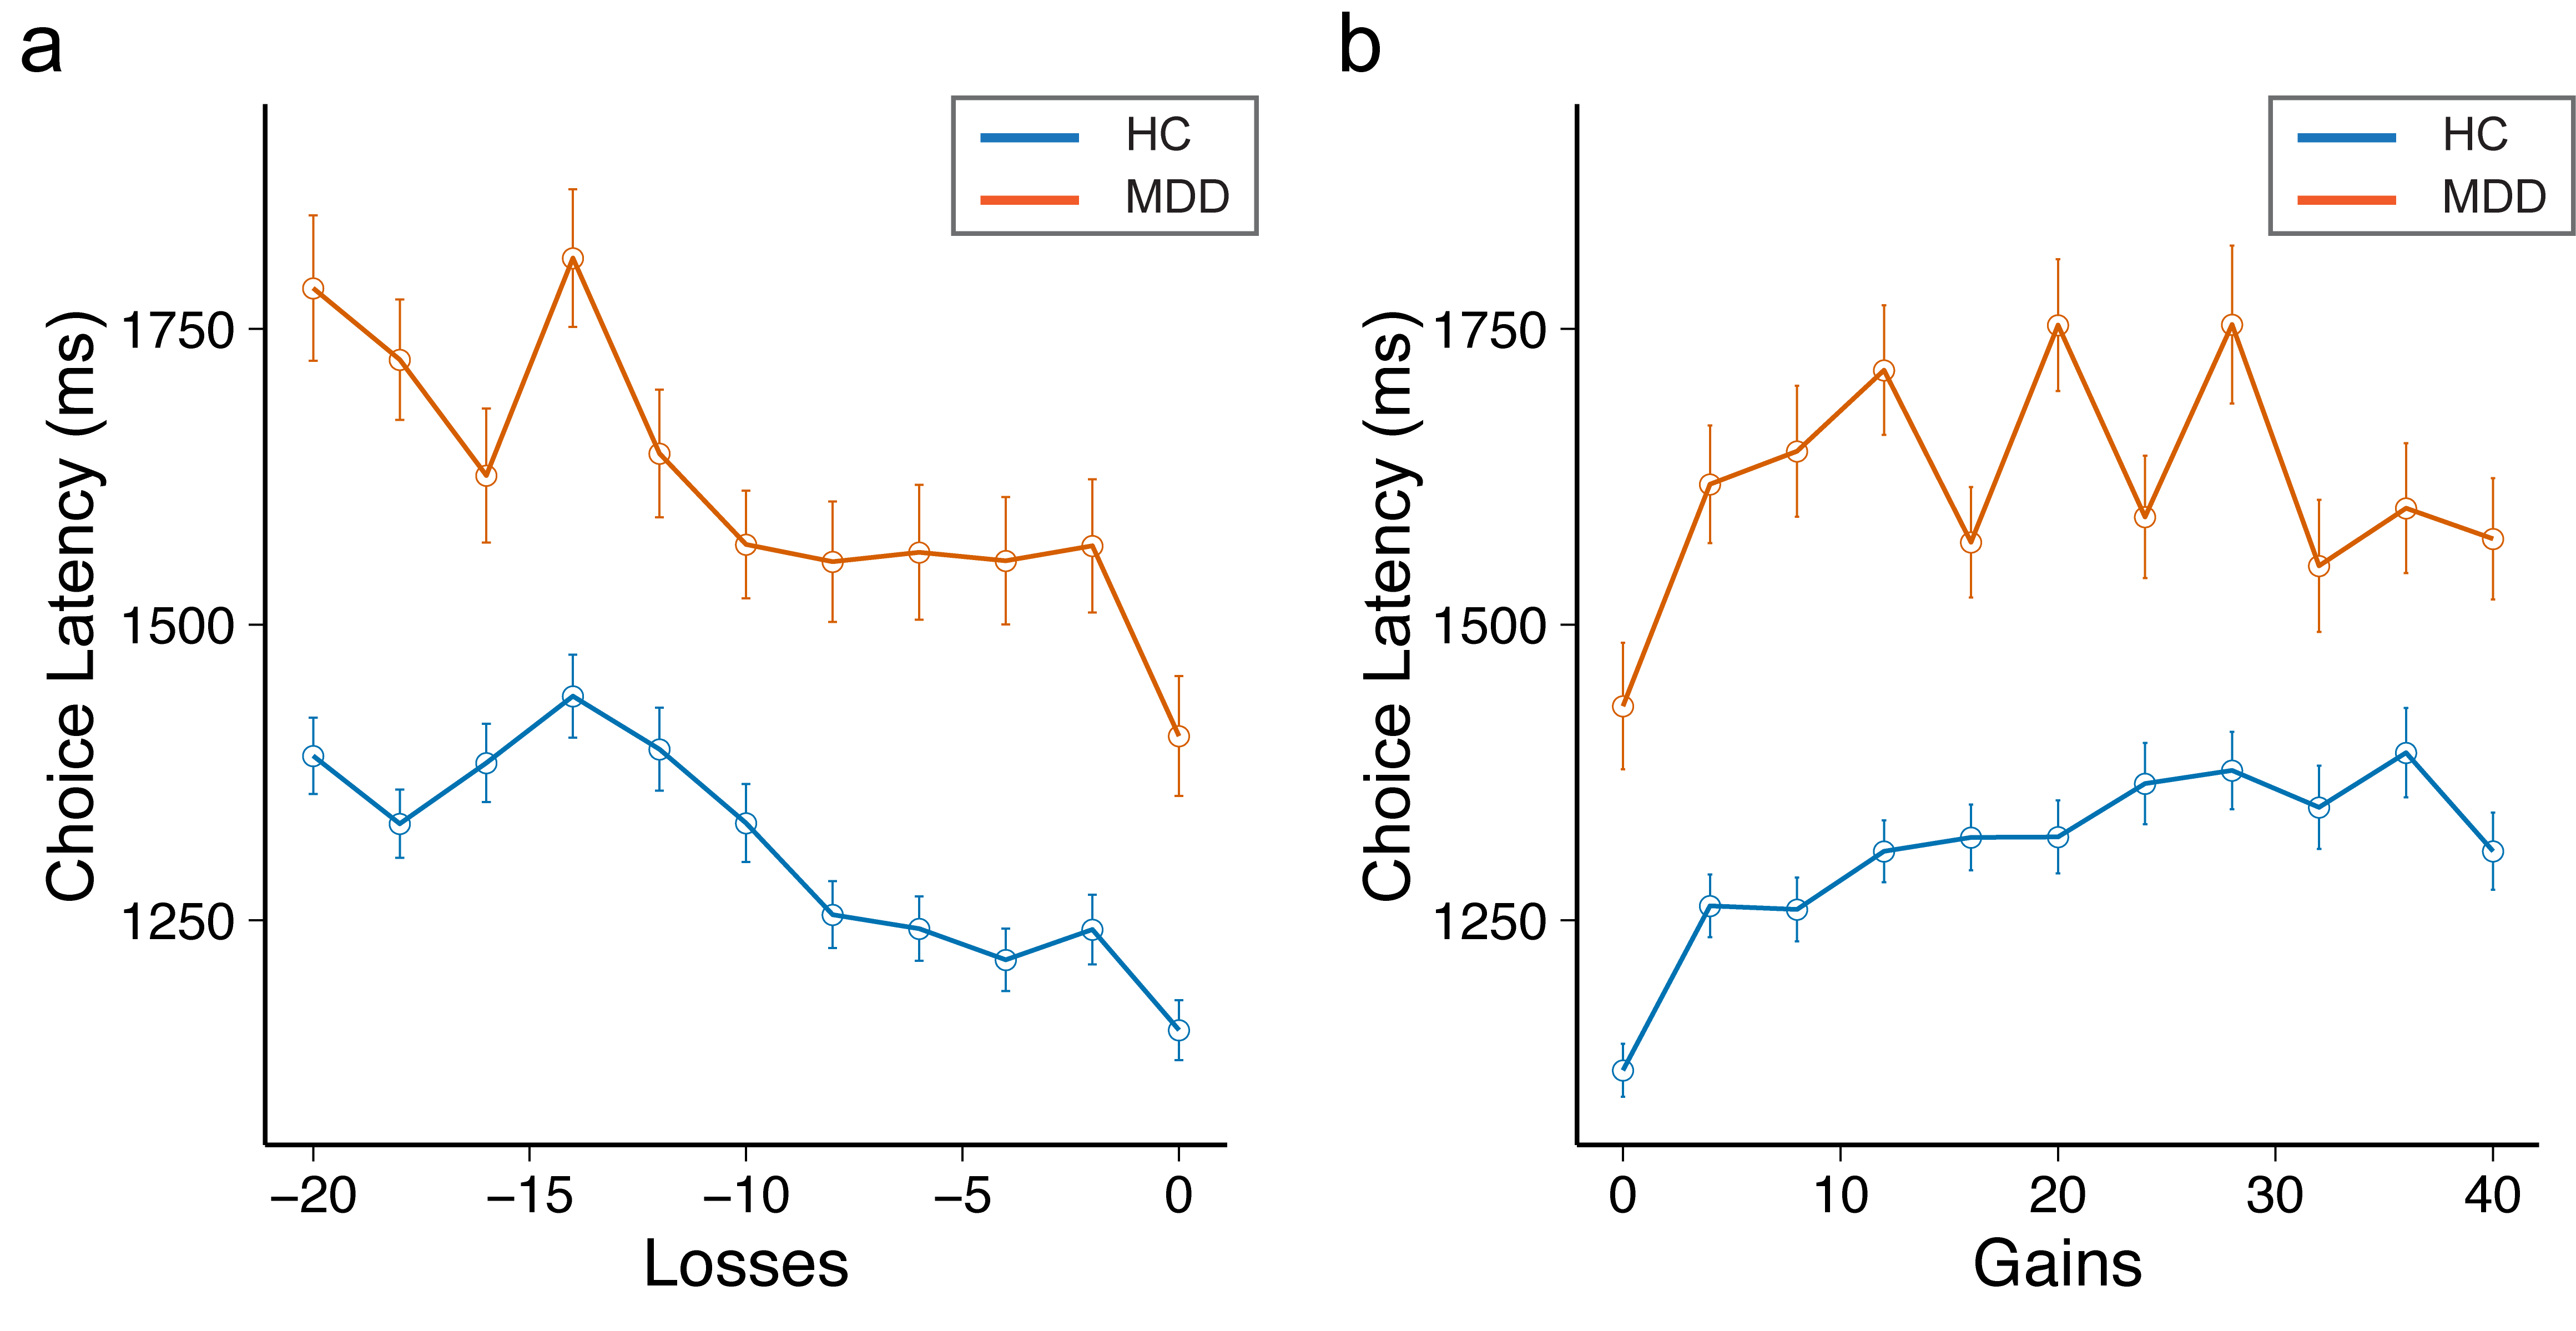 a
HC
MDD
Choice Latency (ms)
1750
1500
1250
−20 −15 −10 −5 0
Losses
b
HC
MDD
Choice Latency (ms)
1750
1500
1250
0 10 20 30 40
Gains